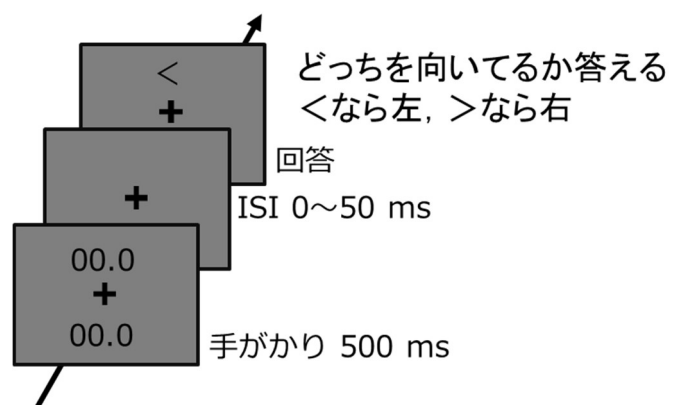 <
+
どっちを向いてるか答える
＜なら左，＞なら右
回答
+
ISI 0～50 ms
00.0
+
00.0
手がかり 500 ms